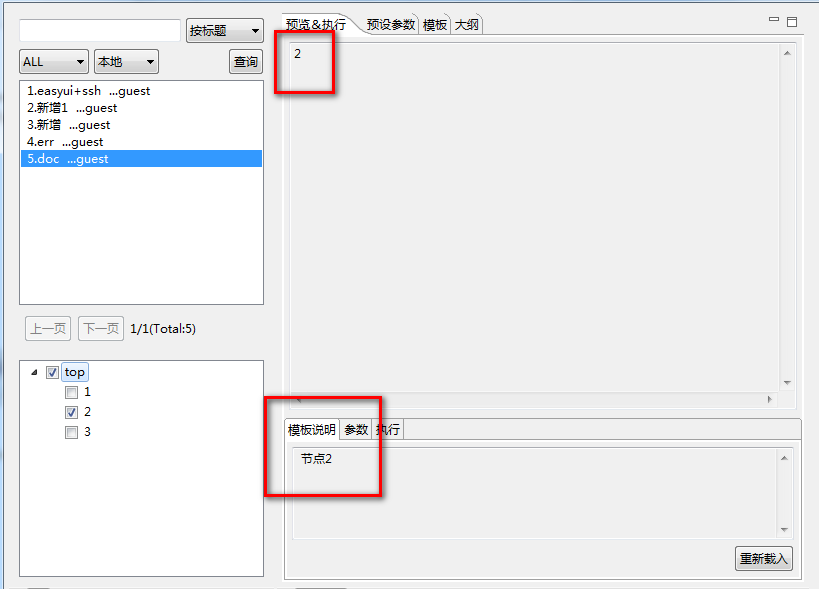 按标题
ALL 本地 查询
1.easyui+ssh ...guest
2.新增1 ...guest
3.新增 ...guest
4.err ...guest
5.doc ...guest
上一页 下一页 1/1(Total:5)
top
1
2
3
预览&执行 预设参数 模板 大纲
2
模板说明 参数 执行
节点2
重新载入